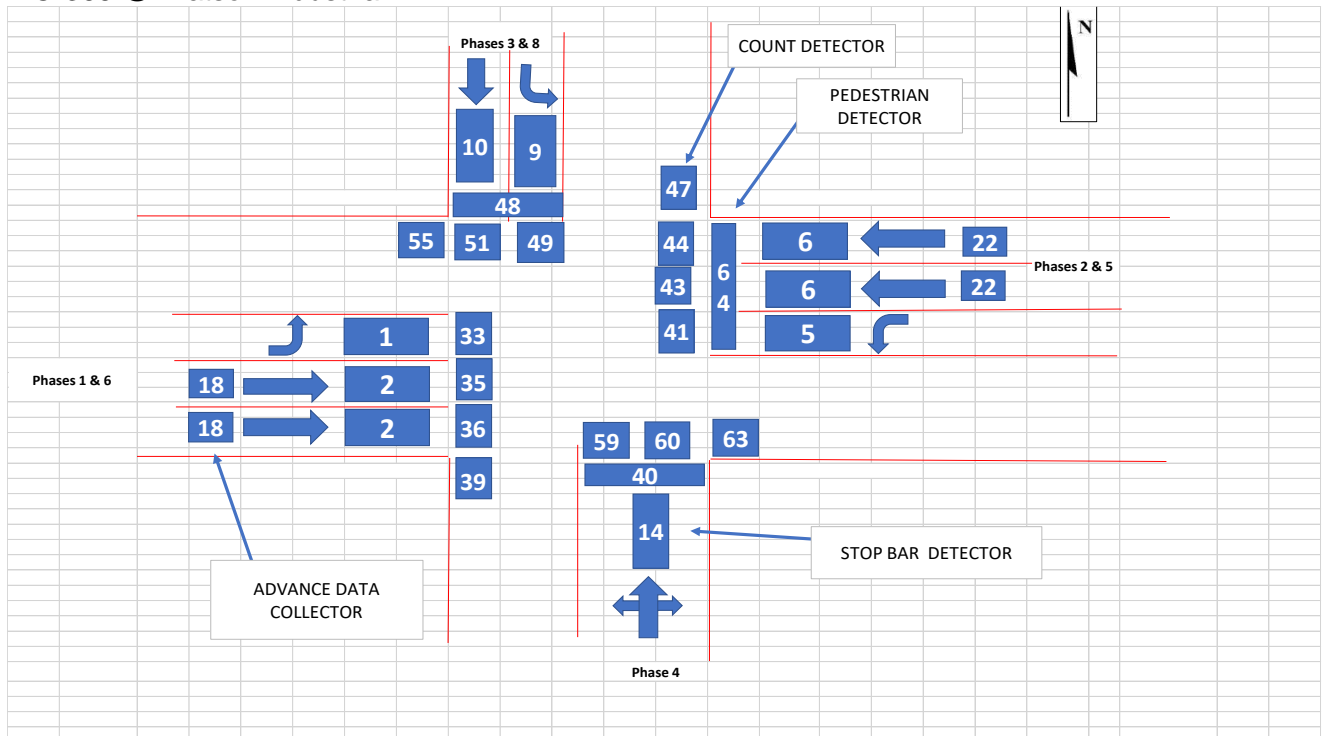 Phases 3 & 8
N
COUNT DETECTOR
PEDESTRIAN
DETECTOR
10
9
47
48
55
51
49
44
6
22
6
4
Phases 2 & 5
43
6
22
41
5
1
33
Phases 1 & 6
18
2
35
18
2
36
59
60
63
39
40
14
STOP BAR DETECTOR
ADVANCE DATA
COLLECTOR
Phase 4